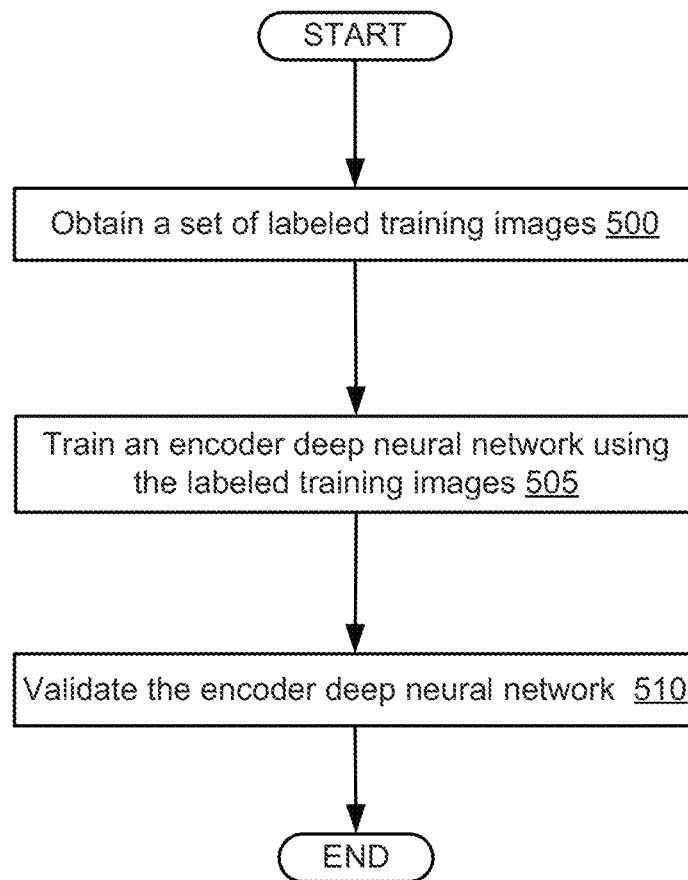 START
Obtain a set of labeled training images 500
Train an encoder deep neural network using
the labeled training images 505
Validate the encoder deep neural network 510
END